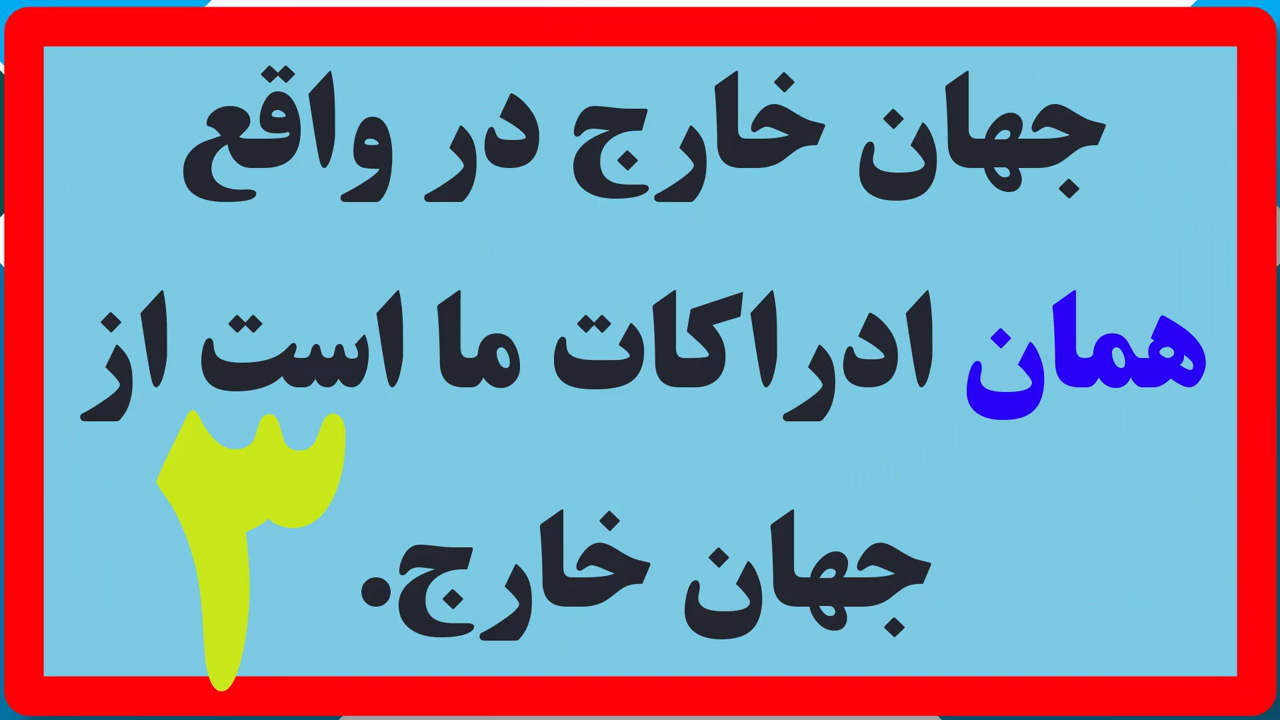 جهان خارج در واقع
همان ادراکات ما است از
جهان خارج.
۳